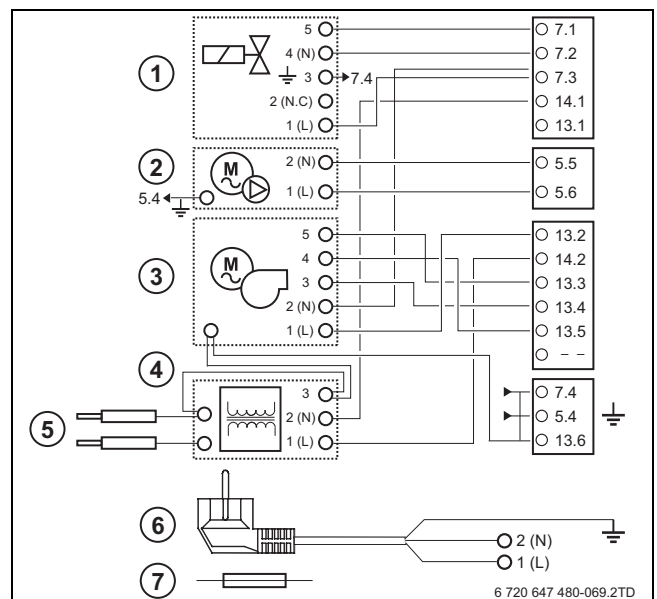 5 7.1
1 4 (N) 7.2
3 7.4 7.3
2 (N.C) 14.1
1 (L) 13.1
2 M 2 (N) 5.5
5.4 1 (L) 5.6
5 13.2
4 14.2
3 M 3 13.3
2 (N) 13.4
1 (L) 13.5
- -
4 3 7.4
5 2 (N) 5.4
1 (L) 13.6
6 2 (N)
1 (L)
7
6 720 647 480-069.2TD